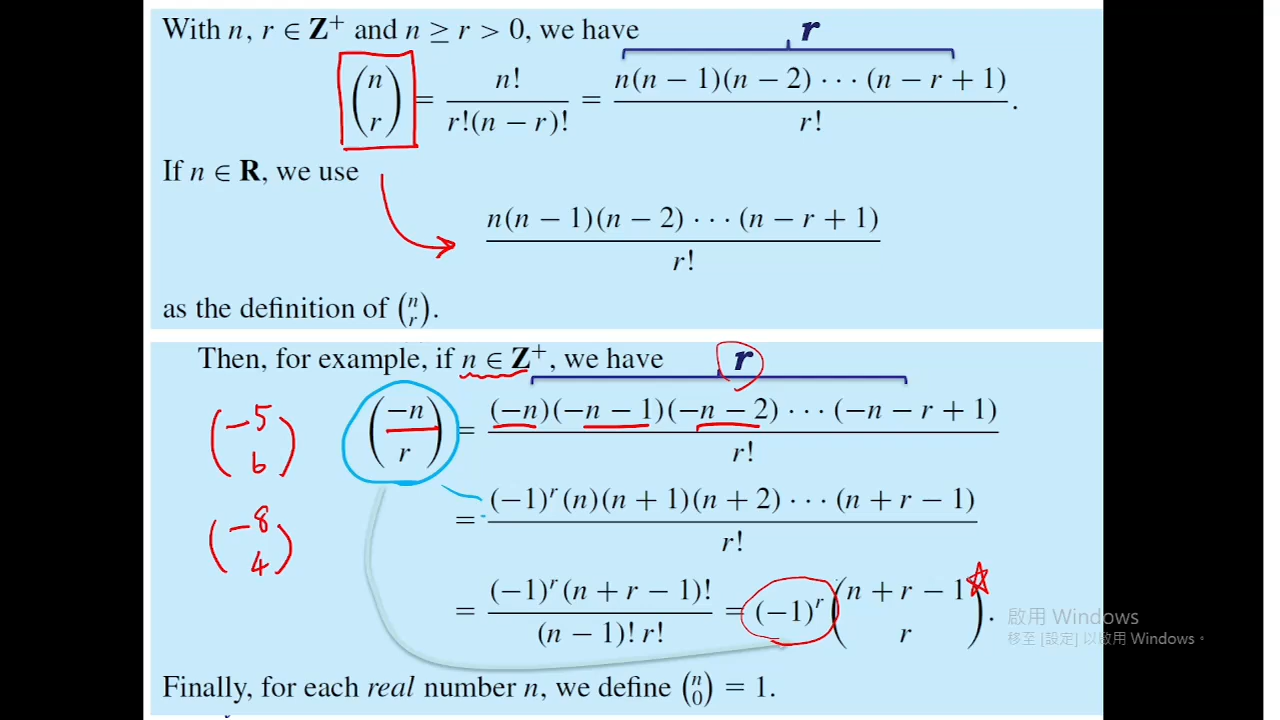 With n, r ∈ Z⁺ and n ≥ r > 0, we have
r
(n r) = n! / r!(n − r)! = n(n − 1)(n − 2) · · · (n − r + 1) / r! .
If n ∈ R, we use
n(n − 1)(n − 2) · · · (n − r + 1) / r!
as the definition of (n r).
Then, for example, if n ∈ Z⁺, we have
r
(−n r) = (−n)(−n − 1)(−n − 2) · · · (−n − r + 1) / r!
(−5 6)
= (−1)ʳ (n)(n + 1)(n + 2) · · · (n + r − 1) / r!
(−8 4)
= (−1)ʳ (n + r − 1)! / (n − 1)! r! = (−1)ʳ (n + r − 1 r).
啟用 Windows
移至 [設定] 以啟用 Windows。
Finally, for each real number n, we define (n 0) = 1.